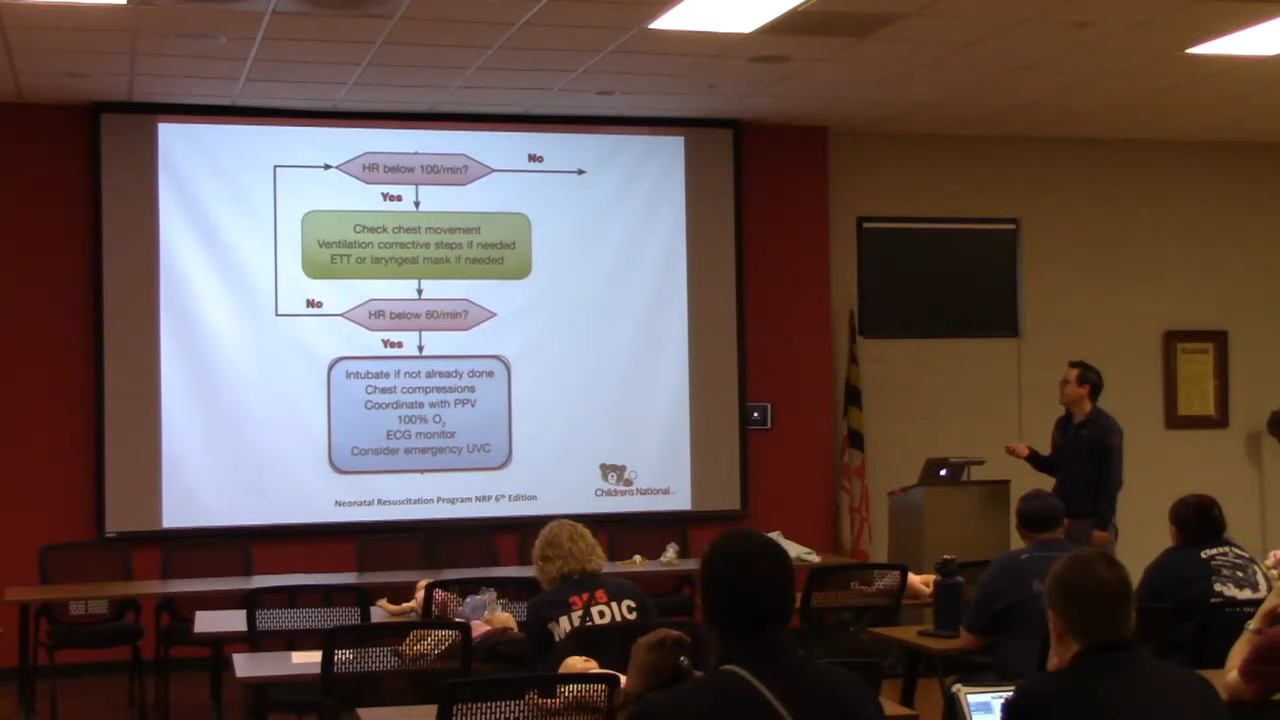 HR below 100/min?
No
Yes
Check chest movement
Ventilation corrective steps if needed
ETT or laryngeal mask if needed
No
HR below 60/min?
Yes
Intubate if not already done
Chest compressions
Coordinate with PPV
100% O₂
ECG monitor
Consider emergency UVC
Neonatal Resuscitation Program NRP 6th Edition
Children's National
MEDIC